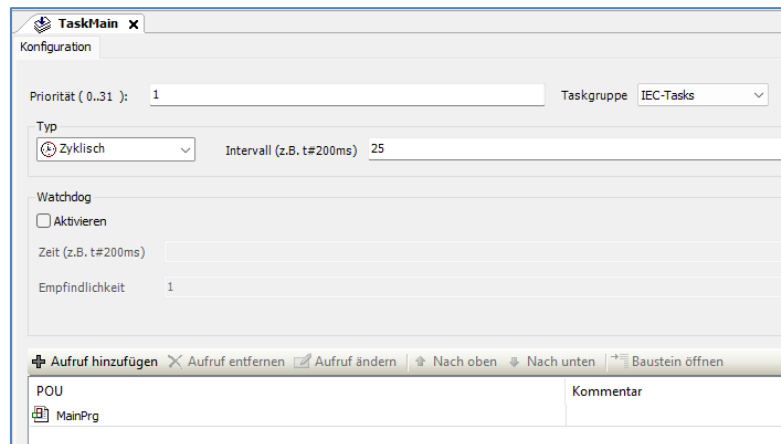 TaskMain X
Konfiguration
Priorität ( 0..31 ): 1 Taskgruppe IEC-Tasks
Typ
Zyklisch Intervall (z.B. t#200ms) 25
Watchdog
Aktivieren
Zeit (z.B. t#200ms)
Empfindlichkeit 1
Aufruf hinzufügen Aufruf entfernen Aufruf ändern Nach oben Nach unten Baustein öffnen
POU Kommentar
MainPrg